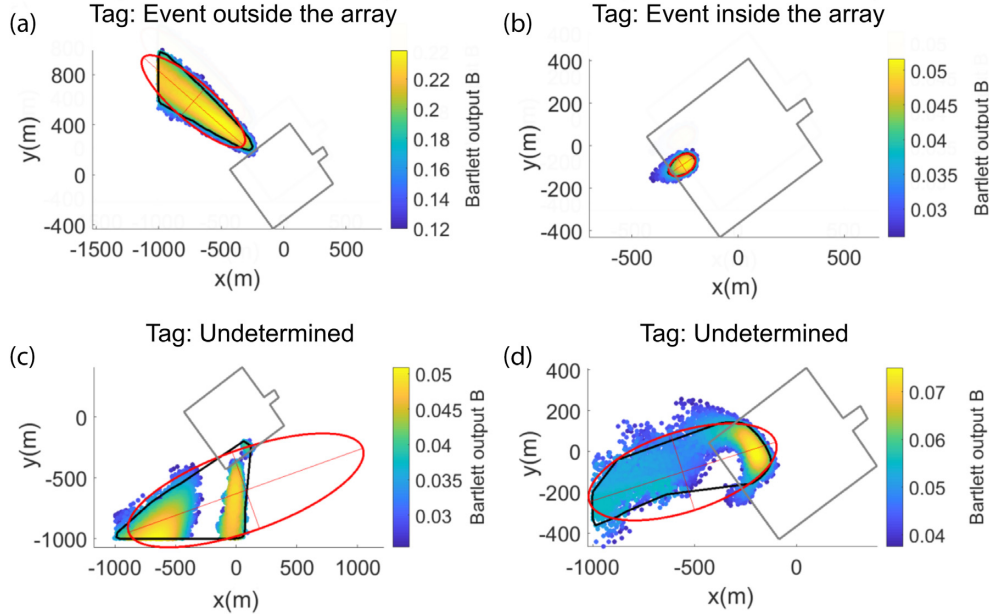 (a)
Tag: Event outside the array
800
400
0
-400
y(m)
-1500
-1000
-500
0
500
x(m)
0.22
0.2
0.18
0.16
0.14
0.12
Bartlett output B
(b)
Tag: Event inside the array
400
200
0
-200
-400
y(m)
-500
0
500
x(m)
0.05
0.045
0.04
0.035
0.03
Bartlett output B
(c)
Tag: Undetermined
0
-500
-1000
y(m)
-1000
-500
0
500
1000
x(m)
0.05
0.045
0.04
0.035
0.03
Bartlett output B
(d)
Tag: Undetermined
400
200
0
-200
-400
y(m)
-1000
-500
0
x(m)
0.07
0.06
0.05
0.04
Bartlett output B